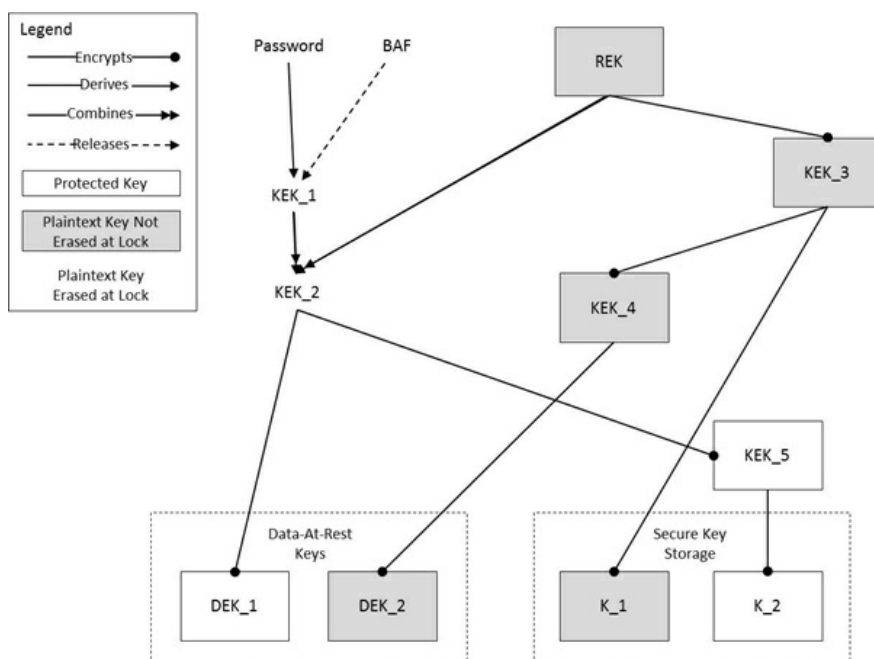 Legend
Encrypts
Derives
Combines
Releases
Protected Key
Plaintext Key Not
Erased at Lock
Plaintext Key
Erased at Lock
Password
BAF
REK
KEK_1
KEK_3
KEK_2
KEK_4
KEK_5
Data-At-Rest
Keys
DEK_1
DEK_2
Secure Key
Storage
K_1
K_2